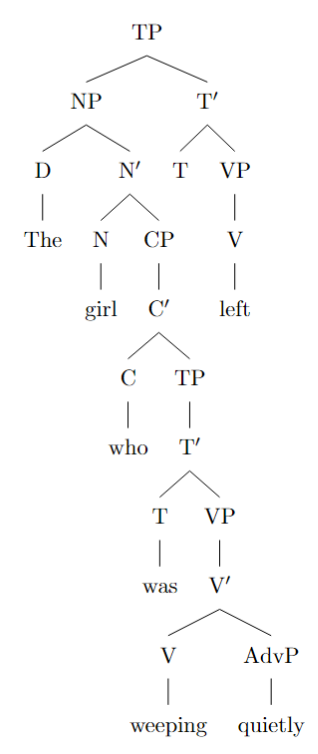 TP
NP T′
D N′ T VP
The N CP V
girl C′ left
C TP
who T′
T VP
was V′
V AdvP
weeping quietly